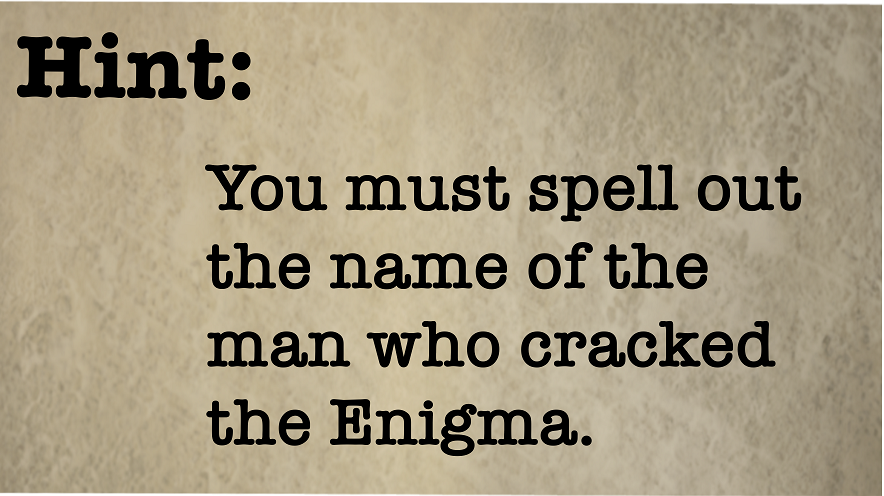 Hint:
You must spell out
the name of the
man who cracked
the Enigma.